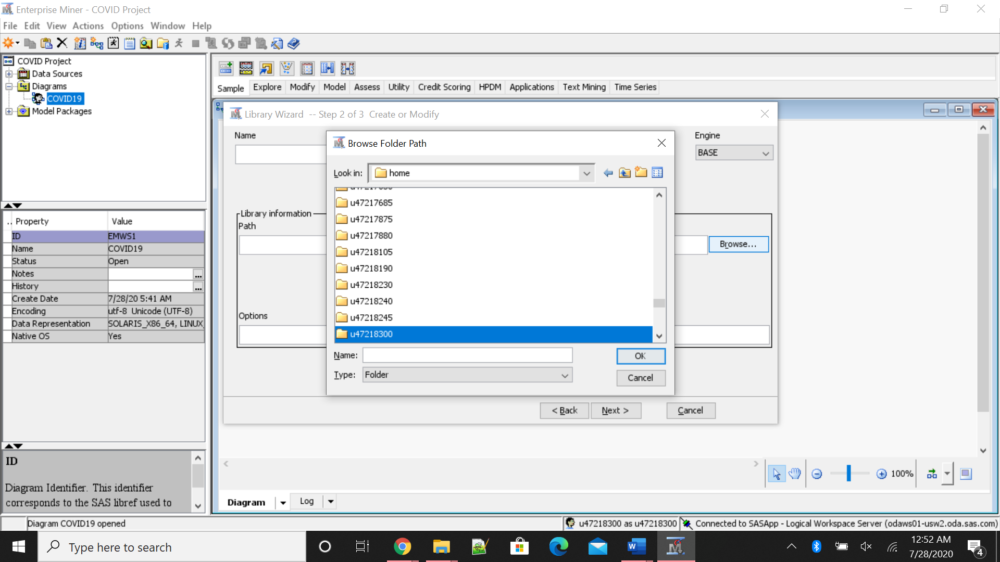 Enterprise Miner - COVID Project
File Edit View Actions Options Window Help
COVID Project
Data Sources
Diagrams
COVID19
Model Packages
Sample Explore Modify Model Assess Utility Credit Scoring HPDM Applications Text Mining Time Series
Library Wizard -- Step 2 of 3 Create or Modify
Name
Engine
BASE
Browse Folder Path
Look in: home
u47217685
u47217875
u47217880
u47218105
u47218190
u47218230
u47218240
u47218245
u47218300
Name:
OK
Type: Folder
Cancel
Library information
Path
Browse...
Options
< Back Next > Cancel
.. Property Value
ID EMWS1
Name COVID19
Status Open
Notes ...
History ...
Create Date 7/28/20 5:41 AM
Encoding utf-8 Unicode (UTF-8)
Data Representation SOLARIS_X86_64, LINUX_
Native OS Yes
ID
Diagram Identifier. This identifier
corresponds to the SAS libref used to
100%
Diagram Log
Diagram COVID19 opened
u47218300 as u47218300 Connected to SASApp - Logical Workspace Server (odaws01-usw2.oda.sas.com)
Type here to search
12:52 AM
7/28/2020
4